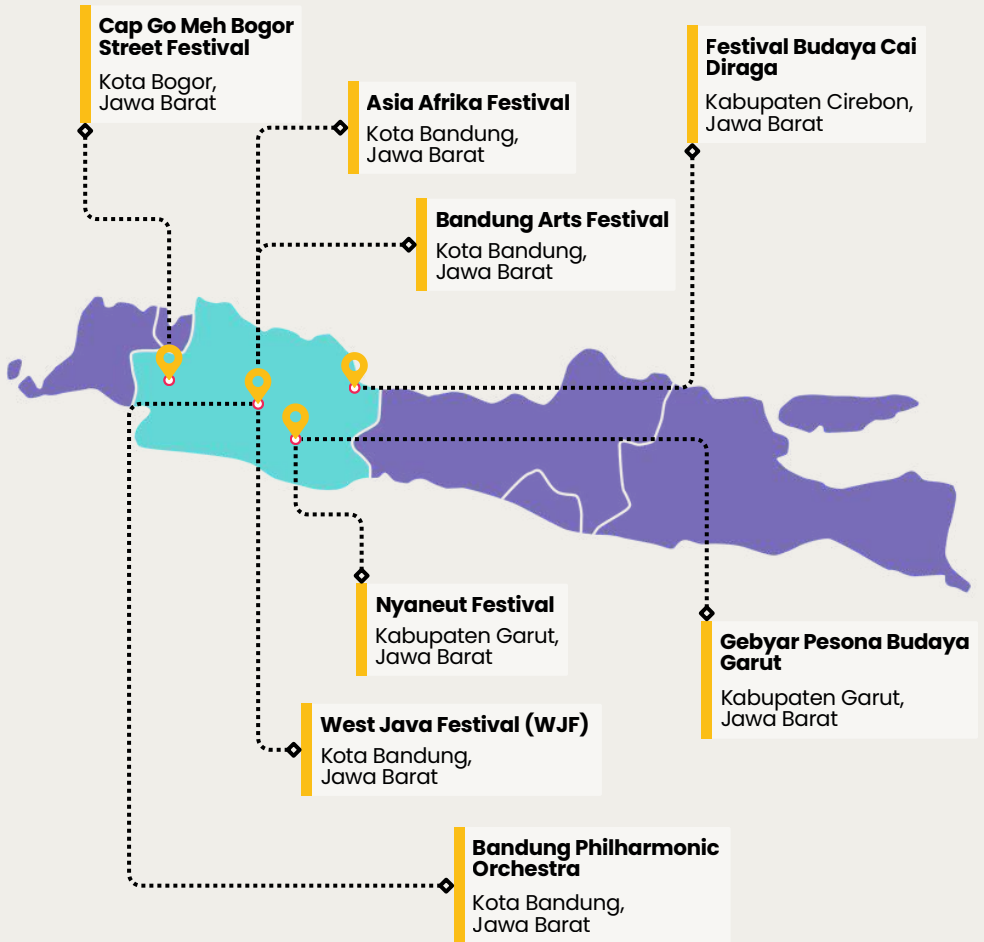 Cap Go Meh Bogor
Street Festival
Kota Bogor,
Jawa Barat
Asia Afrika Festival
Kota Bandung,
Jawa Barat
Festival Budaya Cai
Diraga
Kabupaten Cirebon,
Jawa Barat
Bandung Arts Festival
Kota Bandung,
Jawa Barat
Nyaneut Festival
Kabupaten Garut,
Jawa Barat
Gebyar Pesona Budaya
Garut
Kabupaten Garut,
Jawa Barat
West Java Festival (WJF)
Kota Bandung,
Jawa Barat
Bandung Philharmonic
Orchestra
Kota Bandung,
Jawa Barat